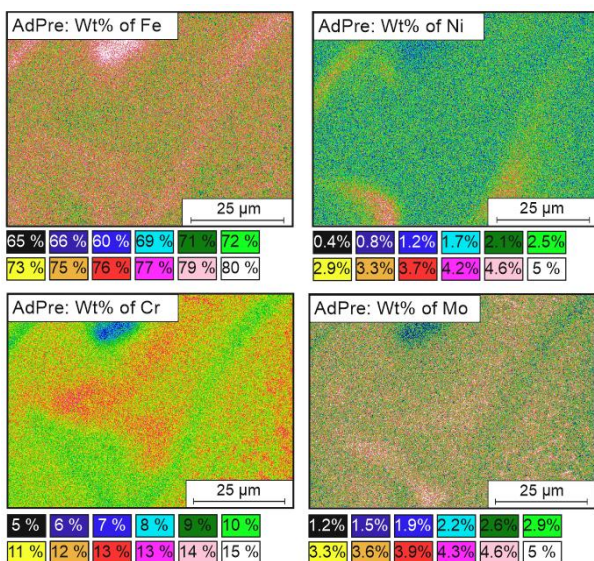 AdPre: Wt% of Fe
25 µm
65 % 66 % 60 % 69 % 71 % 72 %
73 % 75 % 76 % 77 % 79 % 80 %
AdPre: Wt% of Ni
25 µm
0.4% 0.8% 1.2% 1.7% 2.1% 2.5%
2.9% 3.3% 3.7% 4.2% 4.6% 5 %
AdPre: Wt% of Cr
25 µm
5 % 6 % 7 % 8 % 9 % 10 %
11 % 12 % 13 % 13 % 14 % 15 %
AdPre: Wt% of Mo
25 µm
1.2% 1.5% 1.9% 2.2% 2.6% 2.9%
3.3% 3.6% 3.9% 4.3% 4.6% 5 %